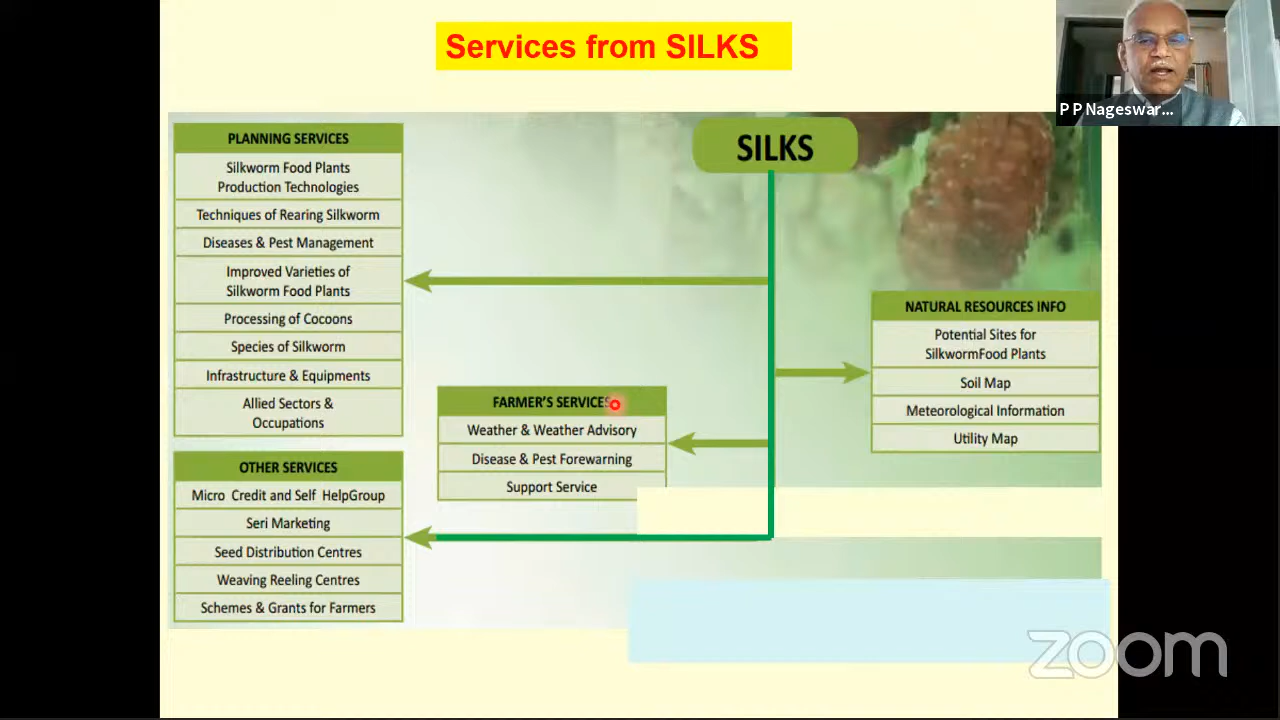 Services from SILKS
P P Nageswar...
SILKS
PLANNING SERVICES
Silkworm Food Plants
Production Technologies
Techniques of Rearing Silkworm
Diseases & Pest Management
Improved Varieties of
Silkworm Food Plants
Processing of Cocoons
Species of Silkworm
Infrastructure & Equipments
Allied Sectors &
Occupations
OTHER SERVICES
Micro Credit and Self HelpGroup
Seri Marketing
Seed Distribution Centres
Weaving Reeling Centres
Schemes & Grants for Farmers
FARMER'S SERVICES
Weather & Weather Advisory
Disease & Pest Forewarning
Support Service
NATURAL RESOURCES INFO
Potential Sites for
SilkwormFood Plants
Soil Map
Meteorological Information
Utility Map
zoom